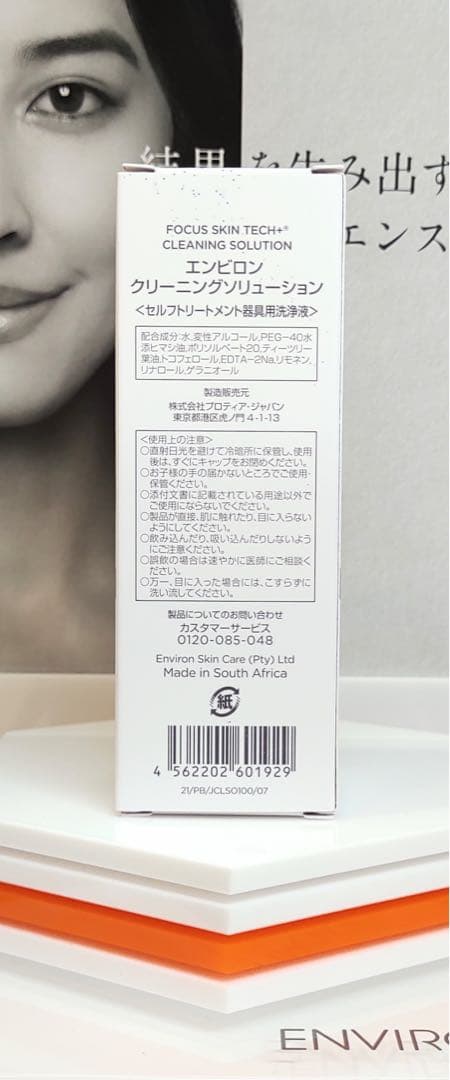 結果を生み出す
エンス
FOCUS SKIN TECH+®
CLEANING SOLUTION
エンビロン
クリーニングソリューション
<セルフトリートメント器具用洗浄液>
配合成分:水,変性アルコール,PEG-40水
添ヒマシ油,ポリソルベート20,ティーツリー
葉油,トコフェロール,EDTA-2Na,リモネン,
リナロール,ゲラニオール
製造販売元
株式会社プロティア・ジャパン
東京都港区虎ノ門4-1-13
<使用上の注意>
○直射日光を避けて冷暗所に保管し、使用
後は、すぐにキャップをお閉めください。
○お子様の手の届かないところでご使用・
保管ください。
○添付文書に記載されている用途以外で
ご使用にならないでください。
○製品が直接、肌に触れたり、目に入らない
ようにしてください。
○飲み込んだり、吸い込んだりしないよう
にご注意ください。
○誤飲の場合は速やかに医師にご相談く
ださい。
○万一、目に入った場合には、こすらずに
洗い流してください。
製品についてのお問い合わせ
カスタマーサービス
0120-085-048
Environ Skin Care (Pty) Ltd
Made in South Africa
紙
4 562202 601929
21/PB/JCLSO100/07
ENVIR